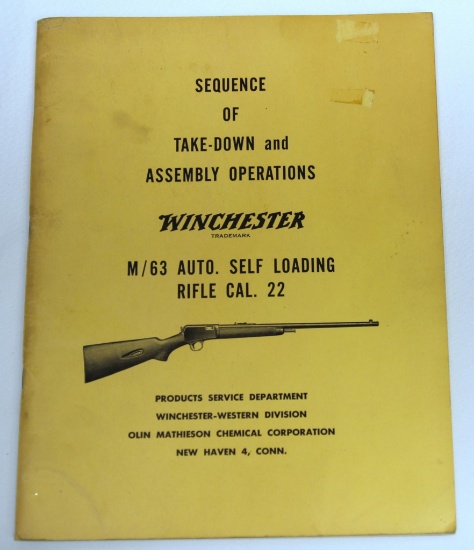 SEQUENCE
OF
TAKE-DOWN and
ASSEMBLY OPERATIONS
WINCHESTER
TRADEMARK
M/63 AUTO. SELF LOADING
RIFLE CAL. 22
PRODUCTS SERVICE DEPARTMENT
WINCHESTER-WESTERN DIVISION
OLIN MATHIESON CHEMICAL CORPORATION
NEW HAVEN 4, CONN.